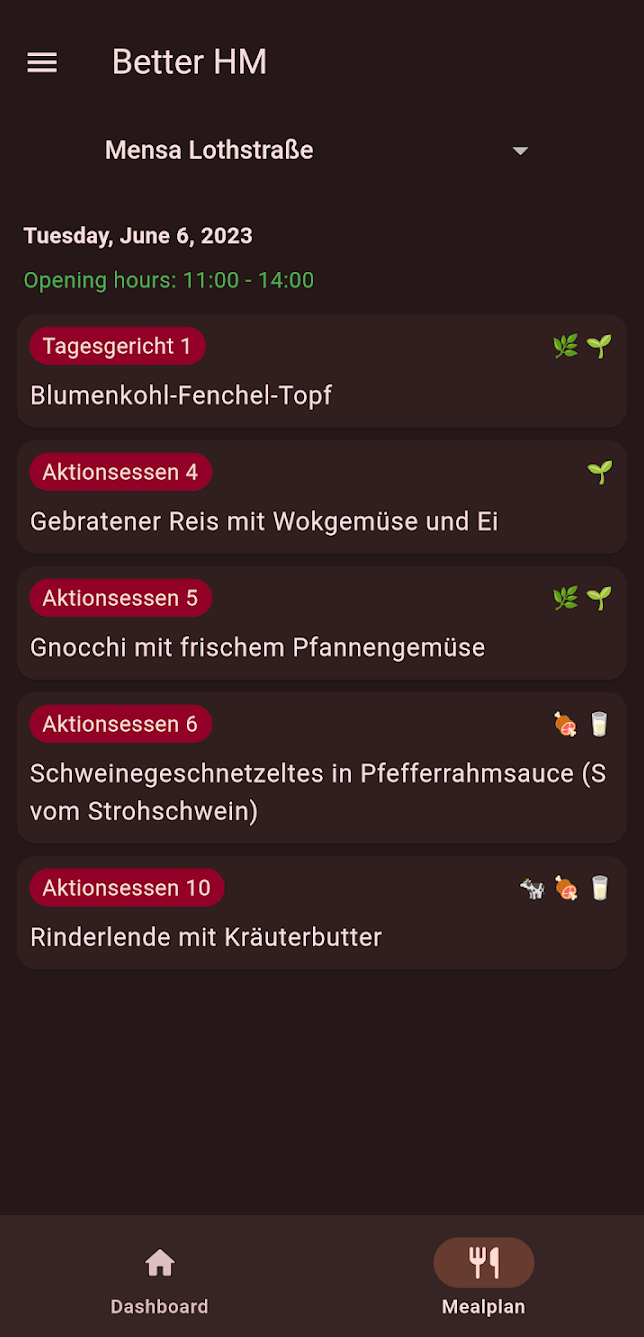 Better HM
Mensa Lothstraße
Tuesday, June 6, 2023
Opening hours: 11:00 - 14:00
Tagesgericht 1
Blumenkohl-Fenchel-Topf
Aktionsessen 4
Gebratener Reis mit Wokgemüse und Ei
Aktionsessen 5
Gnocchi mit frischem Pfannengemüse
Aktionsessen 6
Schweinegeschnetzeltes in Pfefferrahmsauce (S
vom Strohschwein)
Aktionsessen 10
Rinderlende mit Kräuterbutter
Dashboard
Mealplan